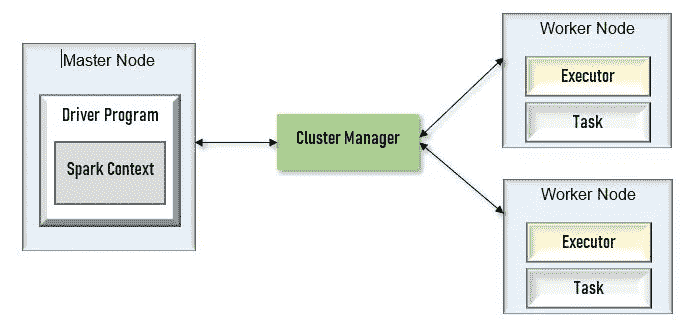 Master Node
Driver Program
Spark Context
Cluster Manager
Worker Node
Executor
Task
Worker Node
Executor
Task